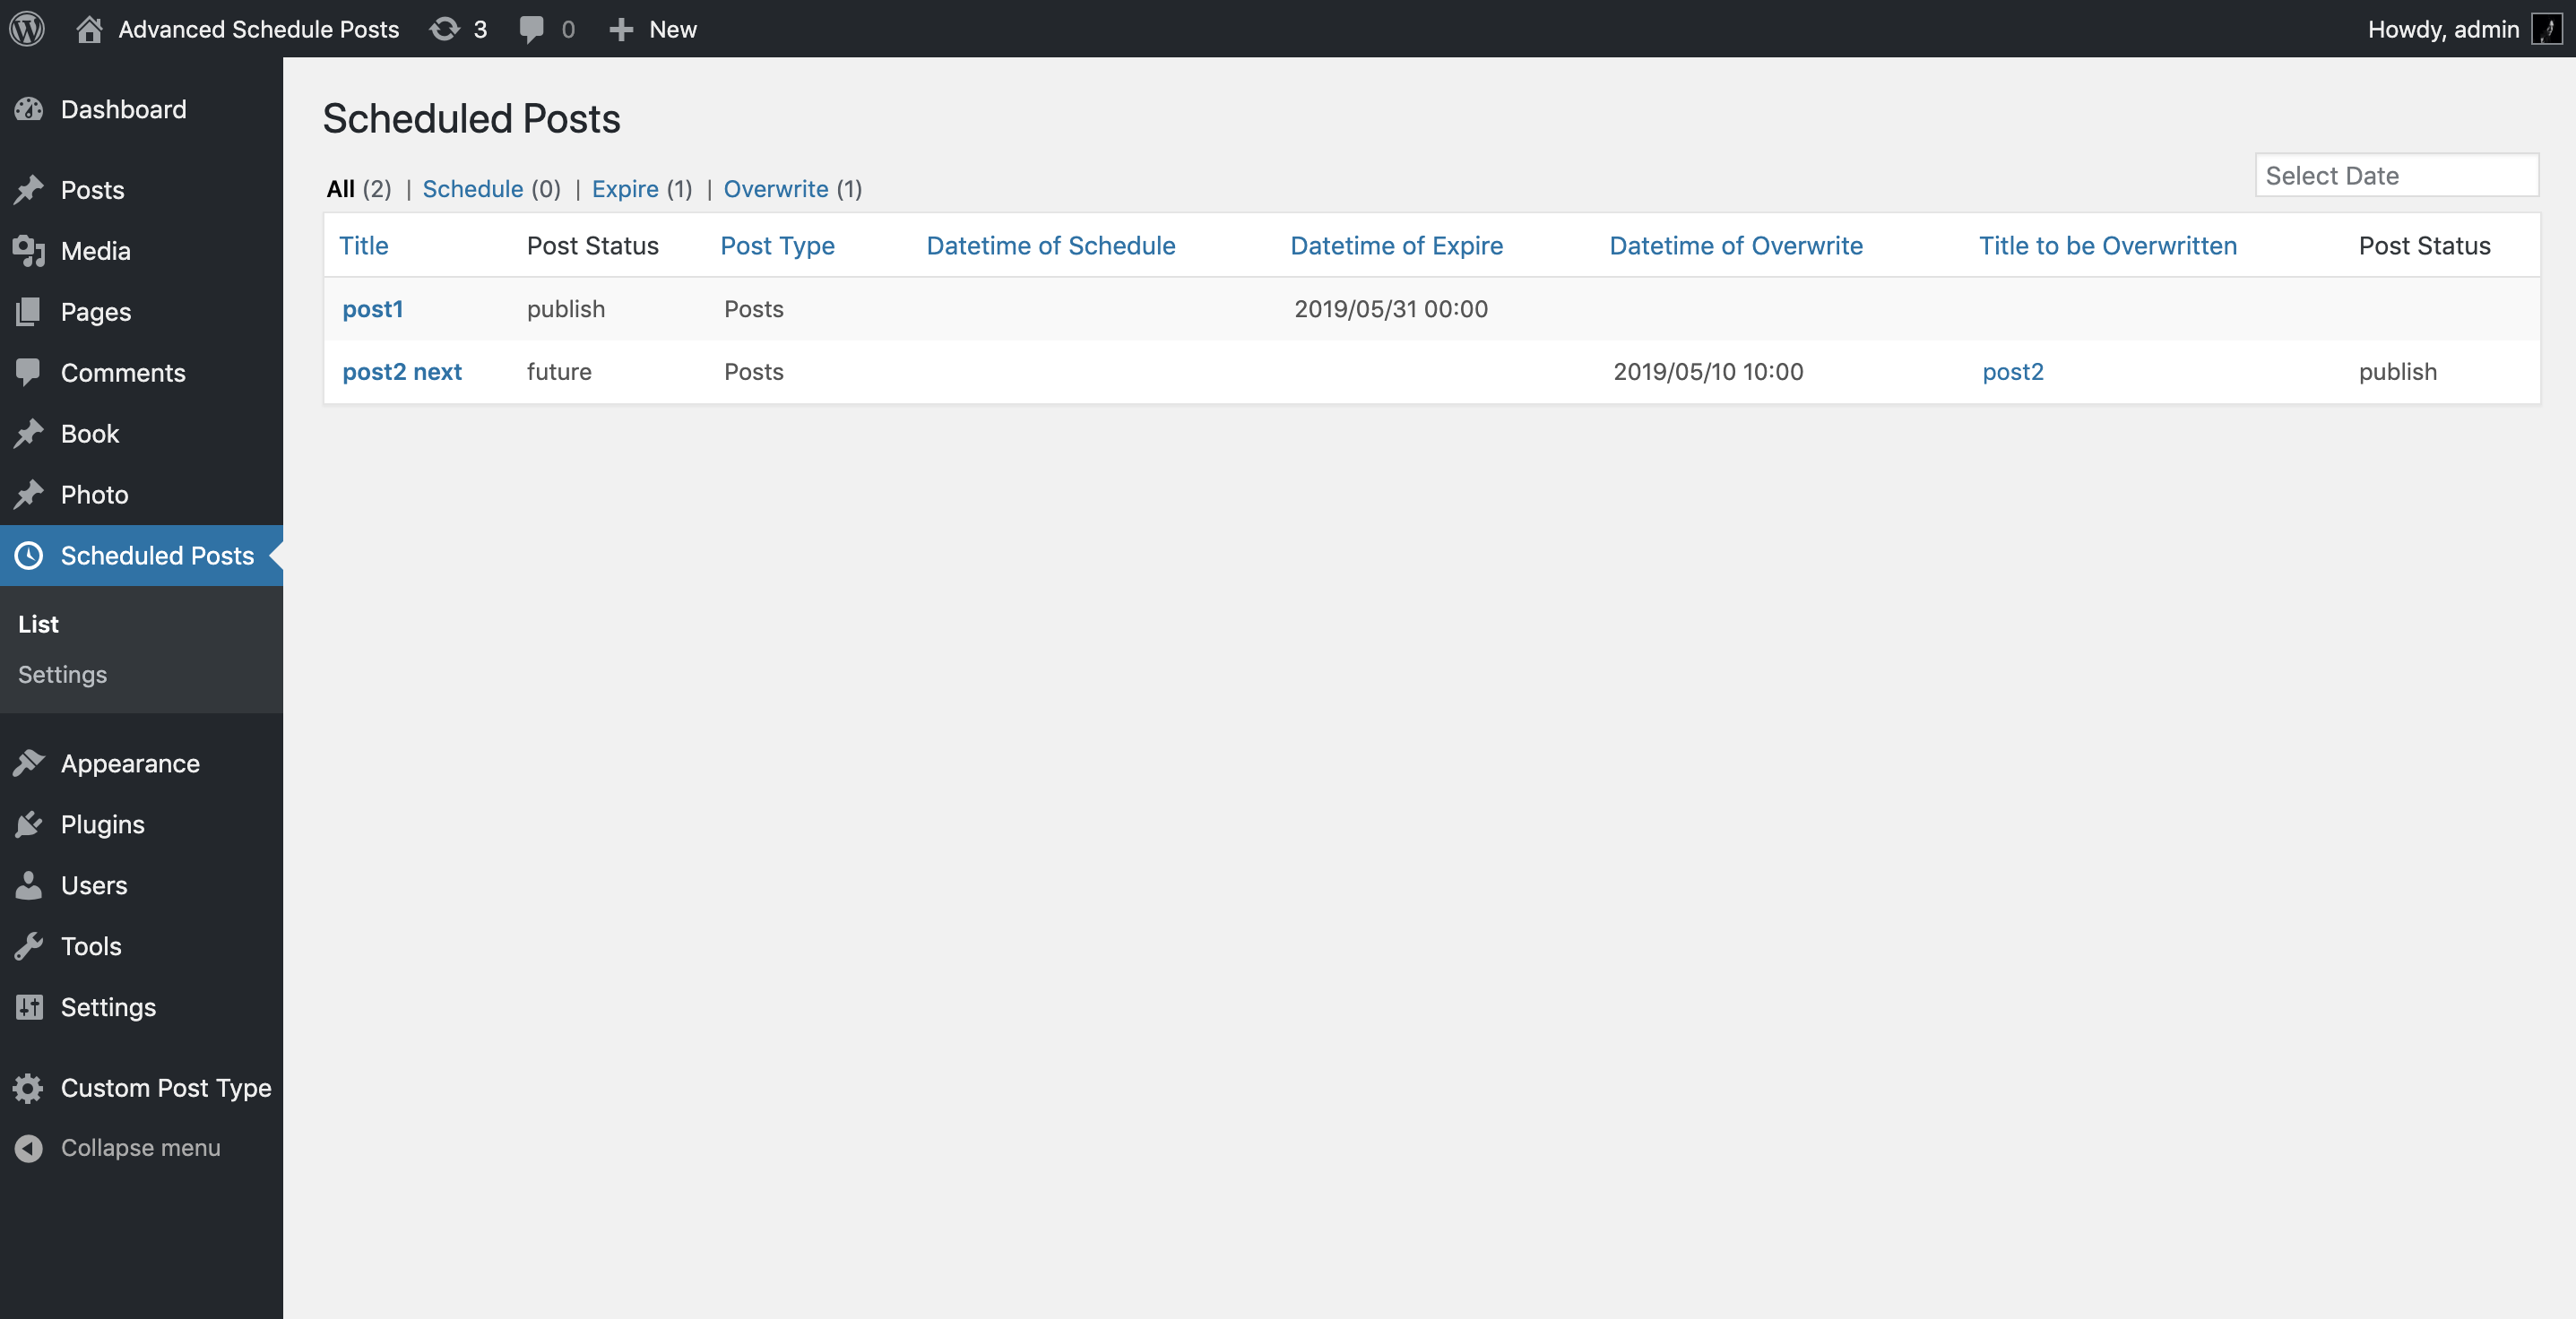 Advanced Schedule Posts 3 0 New Howdy, admin
Dashboard
Posts
Media
Pages
Comments
Book
Photo
Scheduled Posts
List
Settings
Appearance
Plugins
Users
Tools
Settings
Custom Post Type
Collapse menu
Scheduled Posts
All (2) | Schedule (0) | Expire (1) | Overwrite (1)
Select Date
Title Post Status Post Type Datetime of Schedule Datetime of Expire Datetime of Overwrite Title to be Overwritten Post Status
post1 publish Posts 2019/05/31 00:00
post2 next future Posts 2019/05/10 10:00 post2 publish